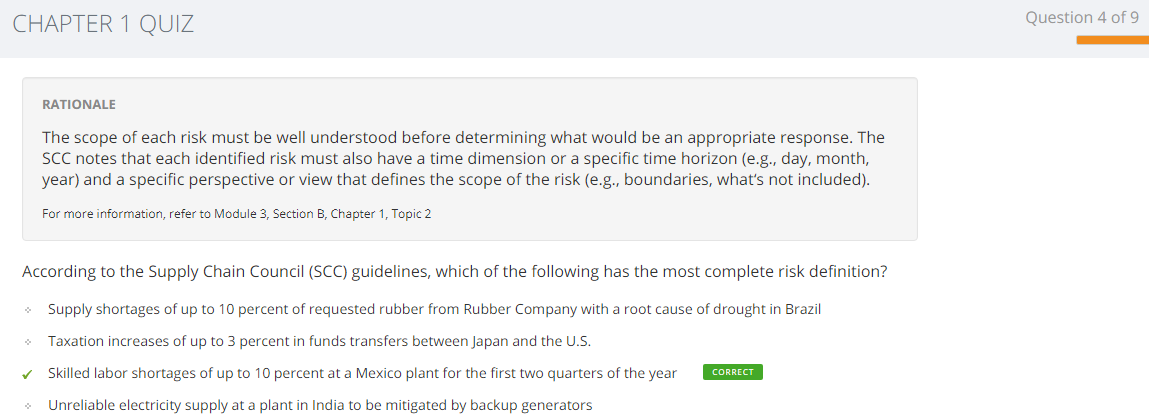 CHAPTER 1 QUIZ
Question 4 of 9
RATIONALE
The scope of each risk must be well understood before determining what would be an appropriate response. The
SCC notes that each identified risk must also have a time dimension or a specific time horizon (e.g., day, month,
year) and a specific perspective or view that defines the scope of the risk (e.g., boundaries, what's not included).
For more information, refer to Module 3, Section B, Chapter 1, Topic 2
According to the Supply Chain Council (SCC) guidelines, which of the following has the most complete risk definition?
Supply shortages of up to 10 percent of requested rubber from Rubber Company with a root cause of drought in Brazil
Taxation increases of up to 3 percent in funds transfers between Japan and the U.S.
Skilled labor shortages of up to 10 percent at a Mexico plant for the first two quarters of the year CORRECT
Unreliable electricity supply at a plant in India to be mitigated by backup generators